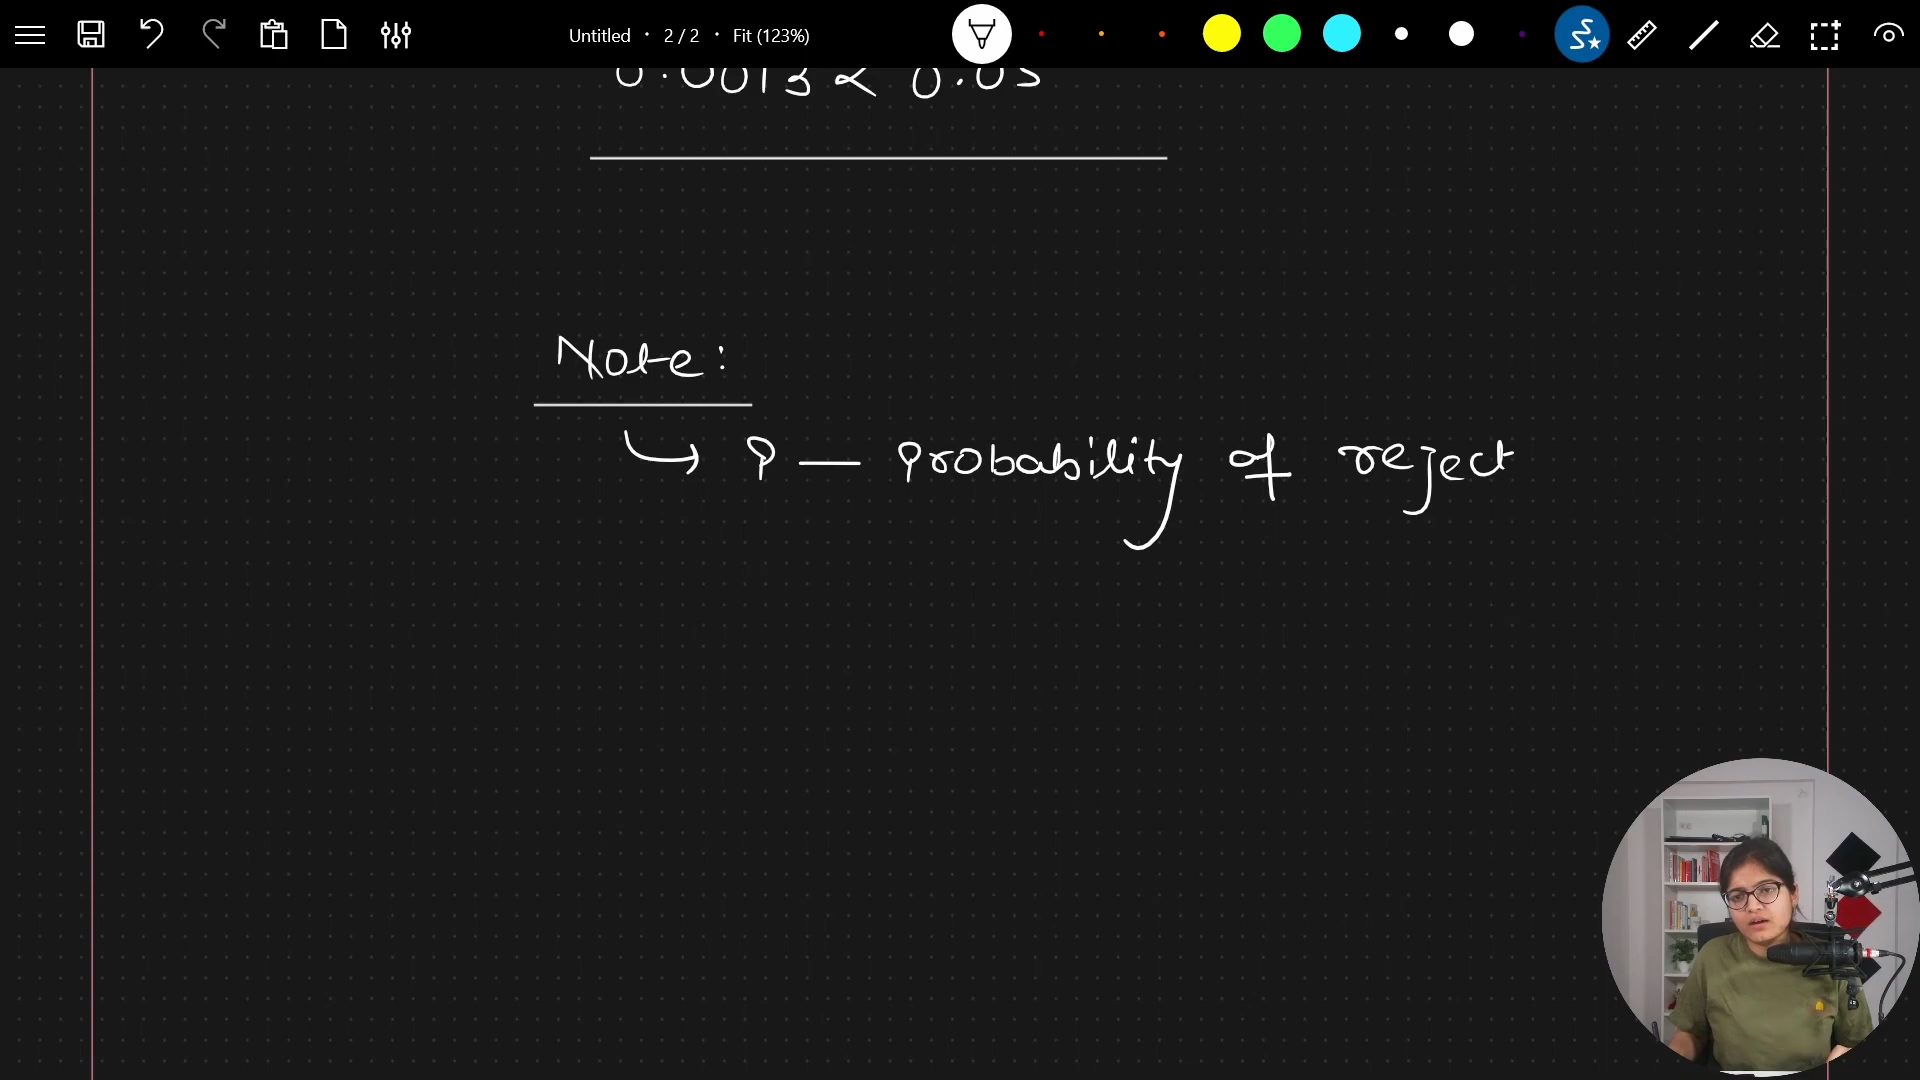 Untitled • 2 / 2 • Fit (123%)
0.0013 < 0.05
Note:
↳ P — Probability of reject